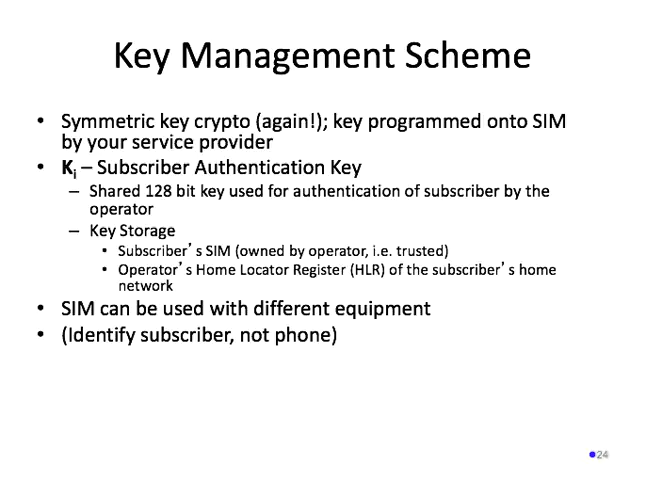 Key Management Scheme
• Symmetric key crypto (again!); key programmed onto SIM
by your service provider
• Ki – Subscriber Authentication Key
– Shared 128 bit key used for authentication of subscriber by the
operator
– Key Storage
• Subscriber’s SIM (owned by operator, i.e. trusted)
• Operator’s Home Locator Register (HLR) of the subscriber’s home
network
• SIM can be used with different equipment
• (Identify subscriber, not phone)
•24